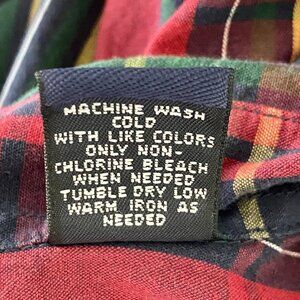 MACHINE WASH
COLD
WITH LIKE COLORS
ONLY NON-
CHLORINE BLEACH
WHEN NEEDED
TUMBLE DRY LOW
WARM IRON AS
NEEDED